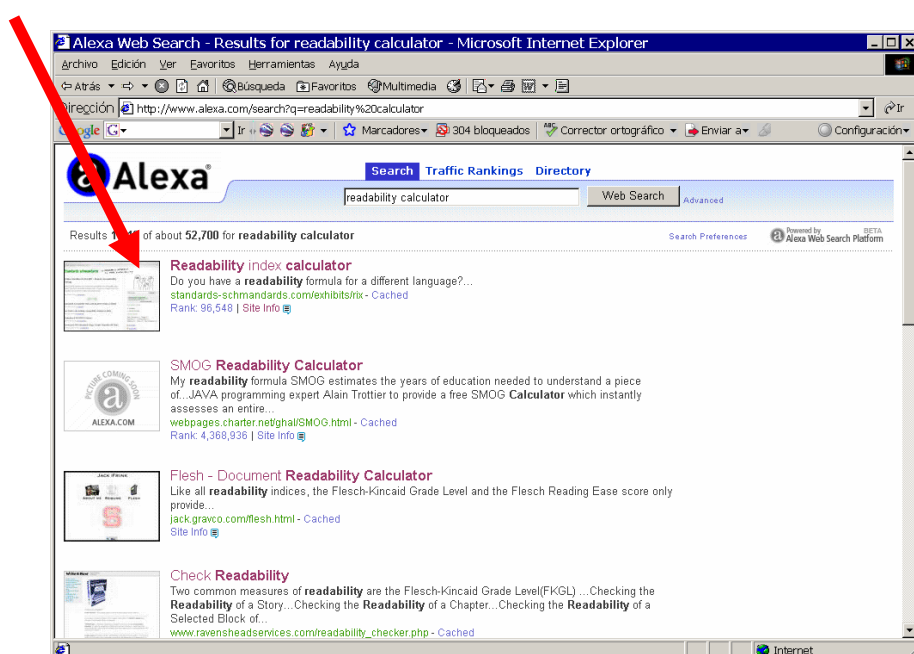 Alexa Web Search - Results for readability calculator - Microsoft Internet Explorer
Archivo Edición Ver Favoritos Herramientas Ayuda
Atrás Búsqueda Favoritos Multimedia
Dirección http://www.alexa.com/search?q=readability%20calculator Ir
Google G Ir 304 bloqueados Marcadores Corrector ortográfico Enviar a Configuración
Alexa
Search Traffic Rankings Directory
readability calculator Web Search Advanced
Results of about 52,700 for readability calculator Search Preferences Powered by BETA
Alexa Web Search Platform
Readability index calculator
Do you have a readability formula for a different language?...
standards-schmandards.com/exhibits/rix - Cached
Rank: 96,548 | Site Info
PICTURE COMING SOON
ALEXA.COM
SMOG Readability Calculator
My readability formula SMOG estimates the years of education needed to understand a piece
of...JAVA programming expert Alain Trottier to provide a free SMOG Calculator which instantly
assesses an entire...
webpages.charter.net/ghal/SMOG.html - Cached
Rank: 4,368,936 | Site Info
Flesh - Document Readability Calculator
Like all readability indices, the Flesch-Kincaid Grade Level and the Flesch Reading Ease score only
provide...
jack.gravco.com/flesh.html - Cached
Site Info
Check Readability
Two common measures of readability are the Flesch-Kincaid Grade Level(FKGL) ...Checking the
Readability of a Story...Checking the Readability of a Chapter...Checking the Readability of a
Selected Block of...
www.ravensheadservices.com/readability_checker.php - Cached
Internet